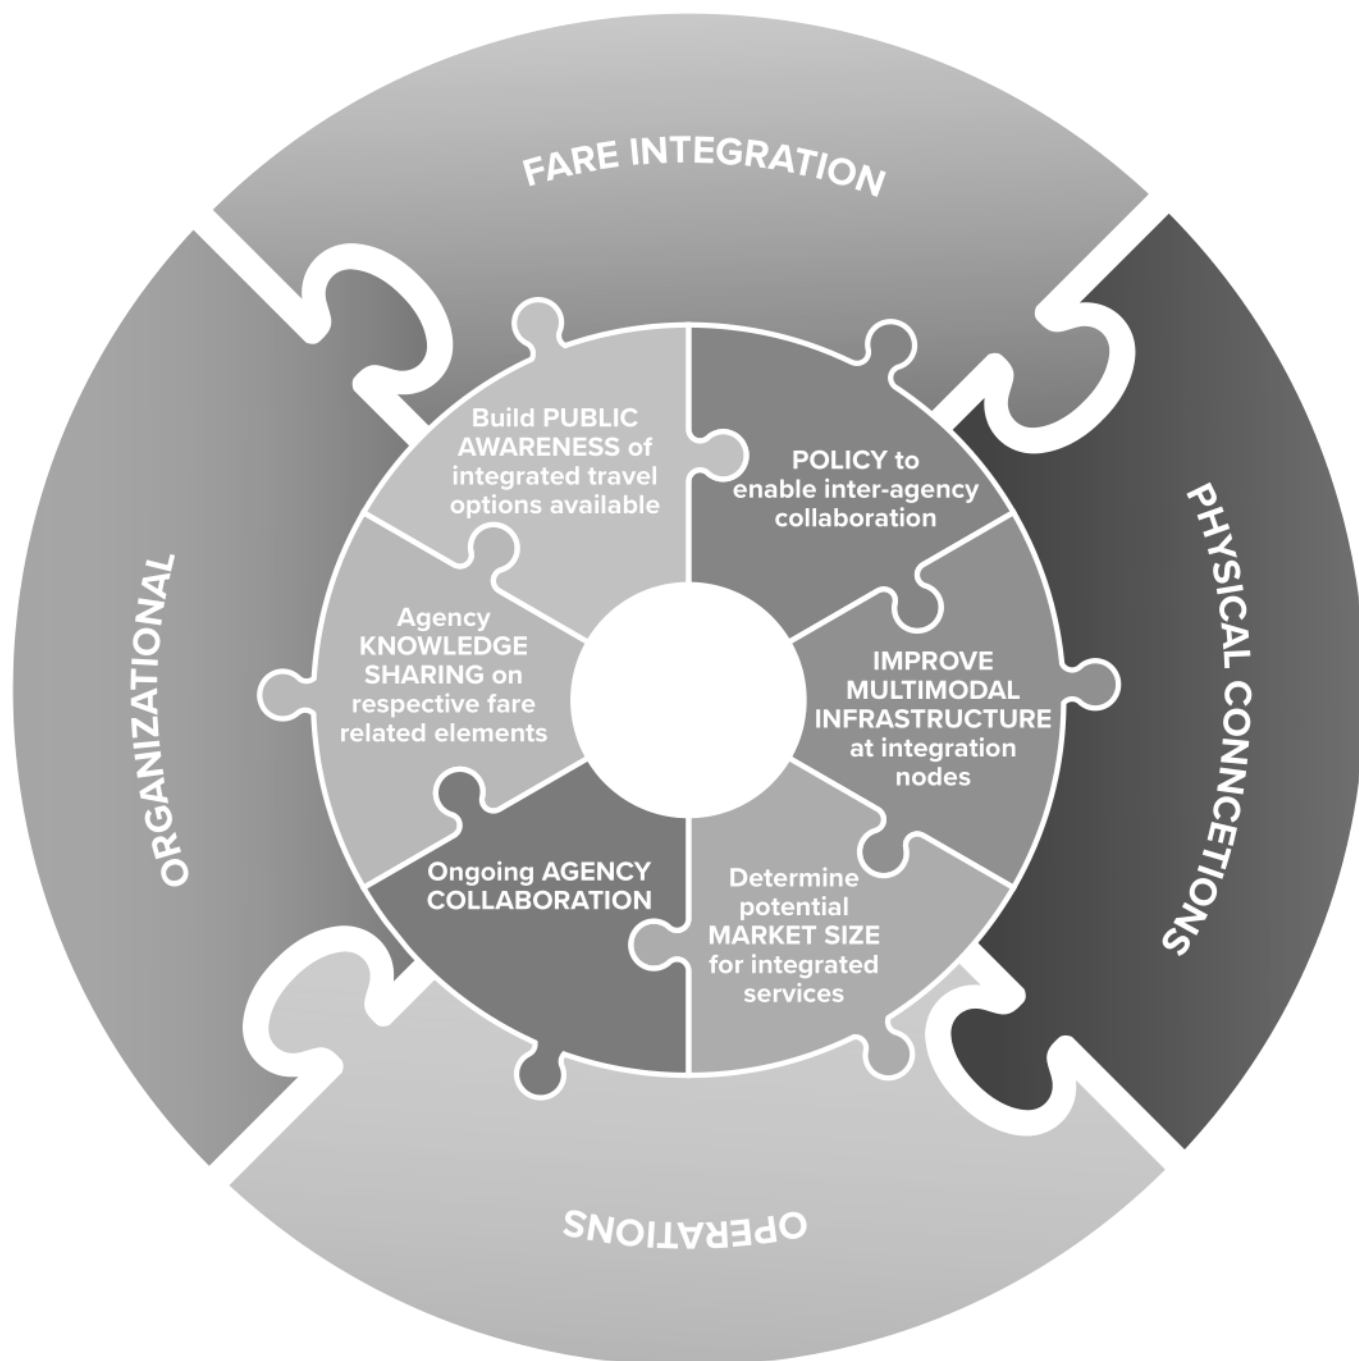 FARE INTEGRATION
PHYSICAL CONNCETIONS
OPERATIONS
ORGANIZATIONAL
Build PUBLIC
AWARENESS of
integrated travel
options available
POLICY to
enable inter-agency
collaboration
IMPROVE
MULTIMODAL
INFRASTRUCTURE
at integration
nodes
Determine
potential
MARKET SIZE
for integrated
services
Ongoing AGENCY
COLLABORATION
Agency
KNOWLEDGE
SHARING on
respective fare
related elements